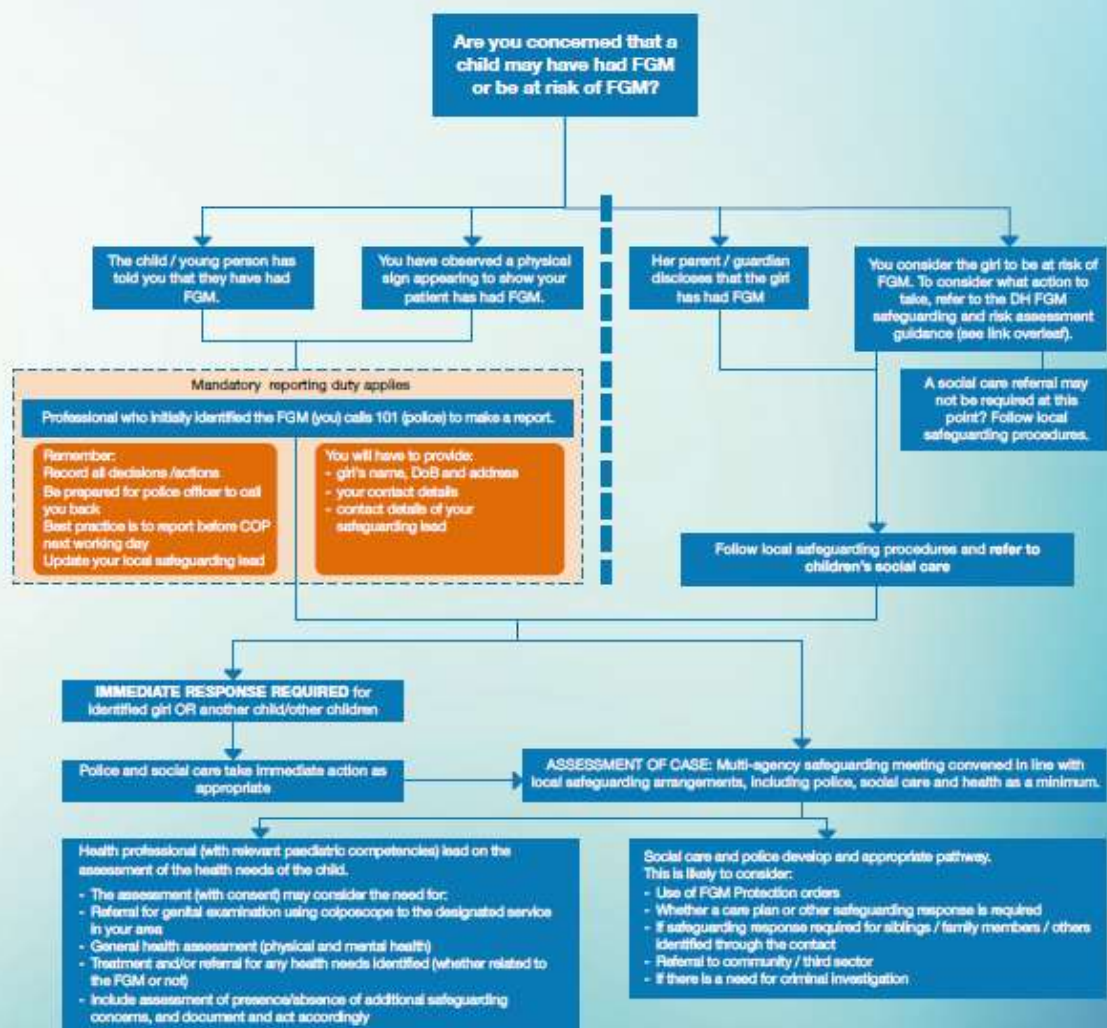 Are you concerned that a
child may have had FGM
or be at risk of FGM?
The child / young person has
told you that they have had
FGM.
You have observed a physical
sign appearing to show your
patient has had FGM.
Her parent / guardian
discloses that the girl
has had FGM
You consider the girl to be at risk of
FGM. To consider what action to
take, refer to the DH FGM
safeguarding and risk assessment
guidance (see link overleaf).
Mandatory reporting duty applies
Professional who initially identified the FGM (you) calls 101 (police) to make a report.
Remember:
Record all decisions /actions
Be prepared for police officer to call
you back
Best practice is to report before COP
next working day
Update your local safeguarding lead
You will have to provide:
- girl's name, DoB and address
- your contact details
- contact details of your
safeguarding lead
A social care referral may
not be required at this
point? Follow local
safeguarding procedures.
Follow local safeguarding procedures and refer to
children's social care
IMMEDIATE RESPONSE REQUIRED for
identified girl OR another child/other children
Police and social care take immediate action as
appropriate
ASSESSMENT OF CASE: Multi-agency safeguarding meeting convened in line with
local safeguarding arrangements, including police, social care and health as a minimum.
Health professional (with relevant paediatric competencies) lead on the
assessment of the health needs of the child.
- The assessment (with consent) may consider the need for:
- Referral for genital examination using colposcope to the designated service
in your area
- General health assessment (physical and mental health)
- Treatment and/or referral for any health needs identified (whether related to
the FGM or not)
- Include assessment of presence/absence of additional safeguarding
concerns, and document and act accordingly
Social care and police develop and appropriate pathway.
This is likely to consider:
- Use of FGM Protection orders
- Whether a care plan or other safeguarding response is required
- If safeguarding response required for siblings / family members / others
identified through the contact
- Referral to community / third sector
- If there is a need for criminal investigation